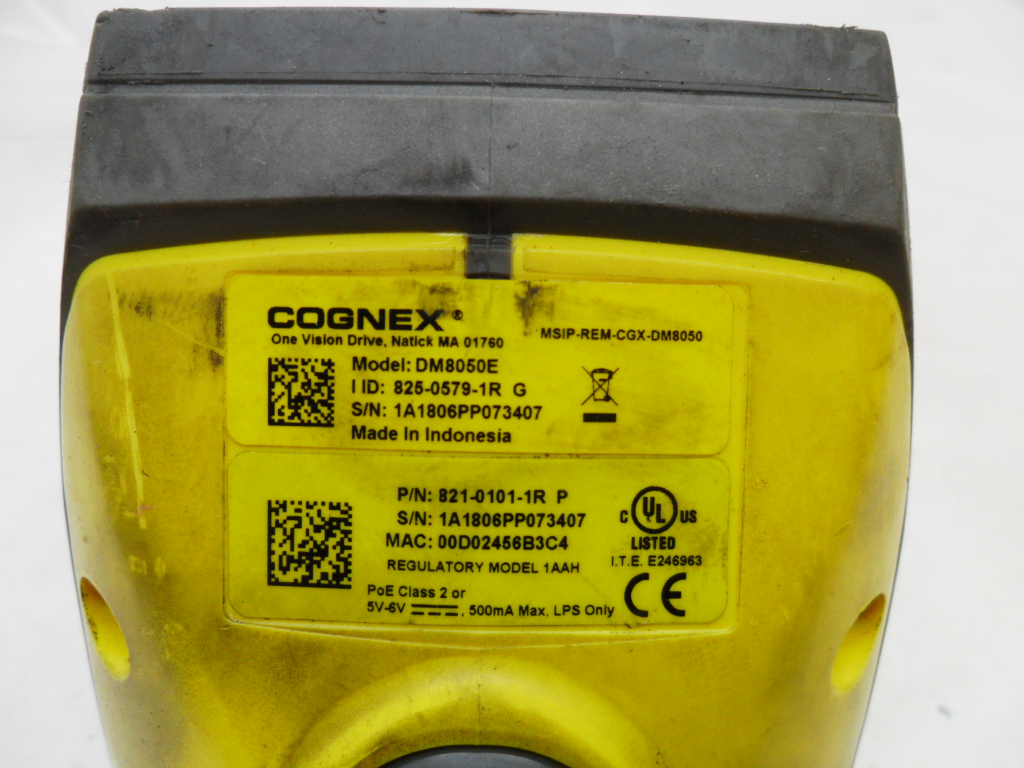 COGNEX®
One Vision Drive, Natick MA 01760
MSIP-REM-CGX-DM8050
Model: DM8050E
I ID: 825-0579-1R G
S/N: 1A1806PP073407
Made In Indonesia
P/N: 821-0101-1R P
S/N: 1A1806PP073407
MAC: 00D02456B3C4
REGULATORY MODEL 1AAH
PoE Class 2 or
5V-6V ⎓, 500mA Max, LPS Only
C UL US
LISTED
I.T.E. E246963
CE